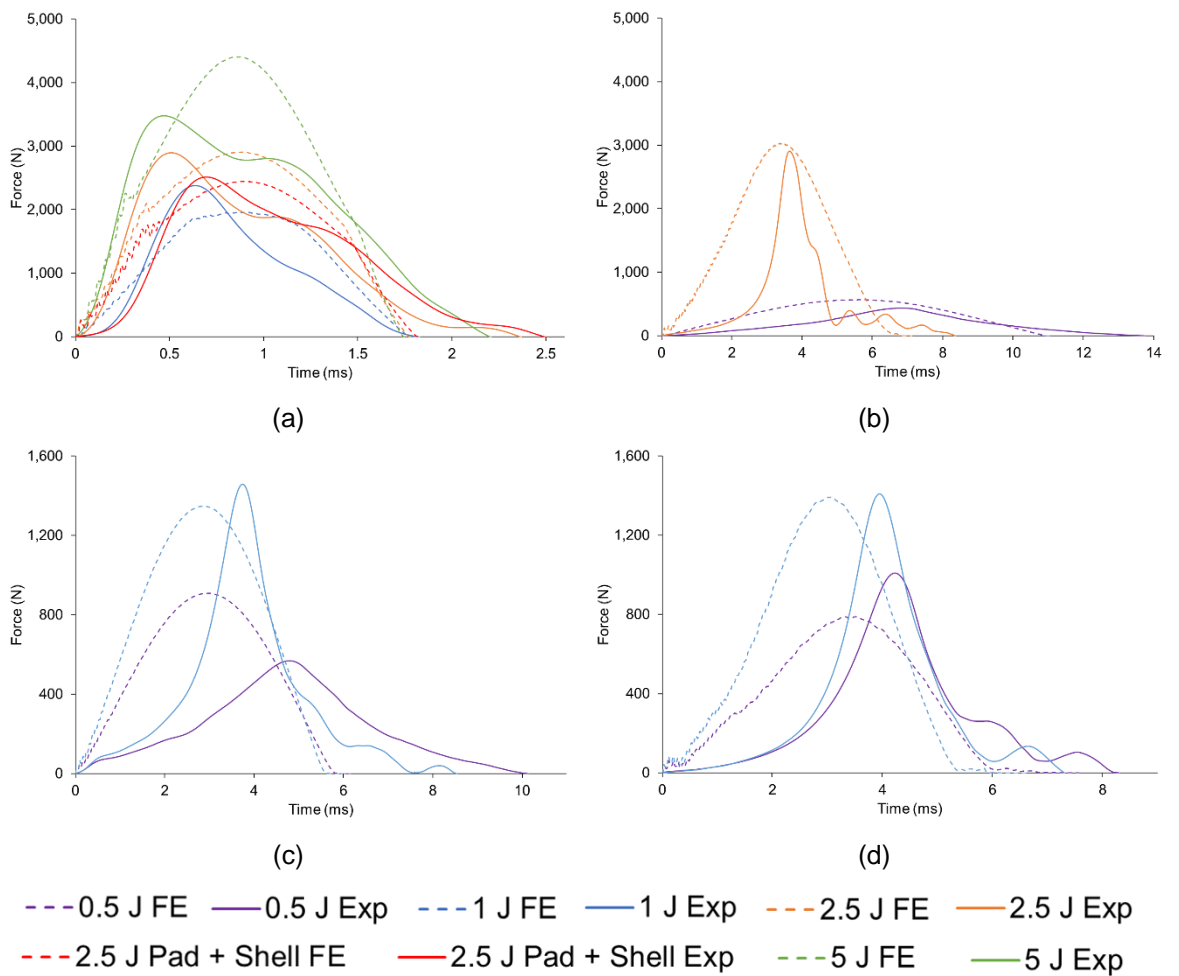 5,000
4,000
3,000
2,000
1,000
0
Force (N)
0
0.5
1
1.5
2
2.5
Time (ms)
(a)
5,000
4,000
3,000
2,000
1,000
0
Force (N)
0
2
4
6
8
10
12
14
Time (ms)
(b)
1,600
1,200
800
400
0
Force (N)
0
2
4
6
8
10
Time (ms)
(c)
1,600
1,200
800
400
0
Force (N)
0
2
4
6
8
Time (ms)
(d)
0.5 J FE
0.5 J Exp
1 J FE
1 J Exp
2.5 J FE
2.5 J Exp
2.5 J Pad + Shell FE
2.5 J Pad + Shell Exp
5 J FE
5 J Exp